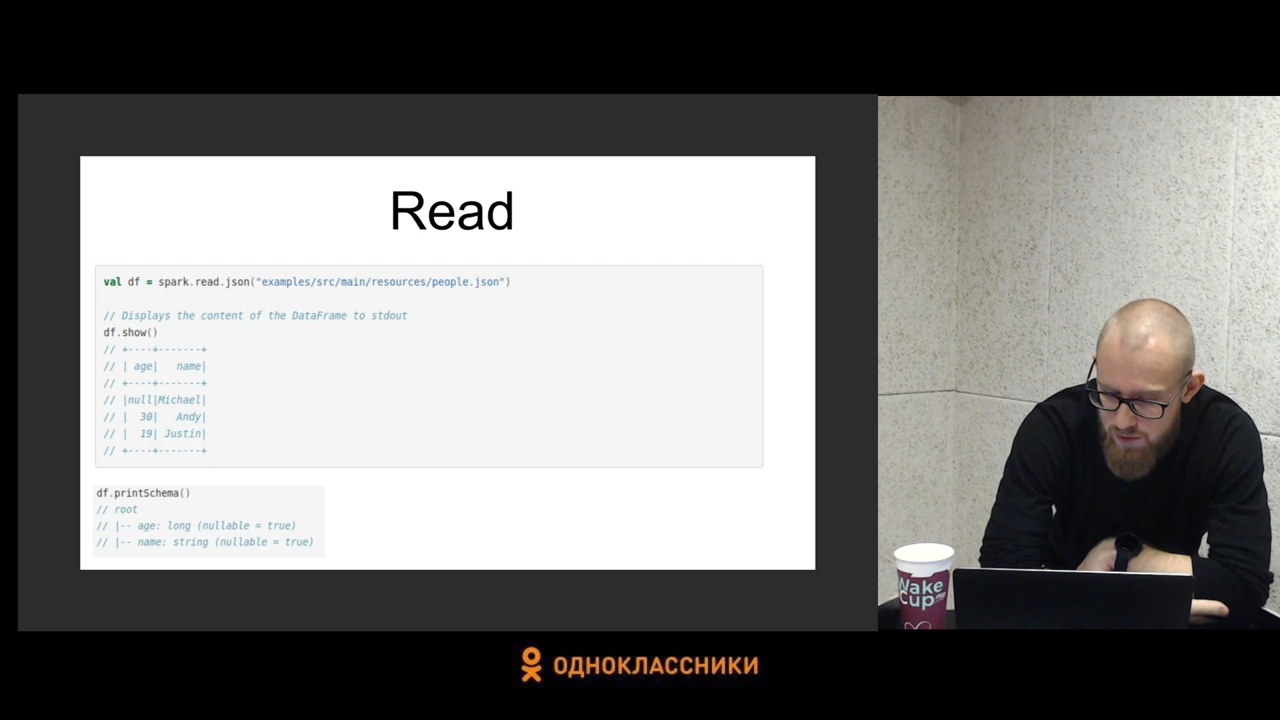 Read
val df = spark.read.json("examples/src/main/resources/people.json")
// Displays the content of the DataFrame to stdout
df.show()
// +----+-------+
// | age|   name|
// +----+-------+
// |null|Michael|
// |  30|   Andy|
// |  19| Justin|
// +----+-------+
df.printSchema()
// root
// |-- age: long (nullable = true)
// |-- name: string (nullable = true)
Wake
Cup
ОДНОКЛАССНИКИ